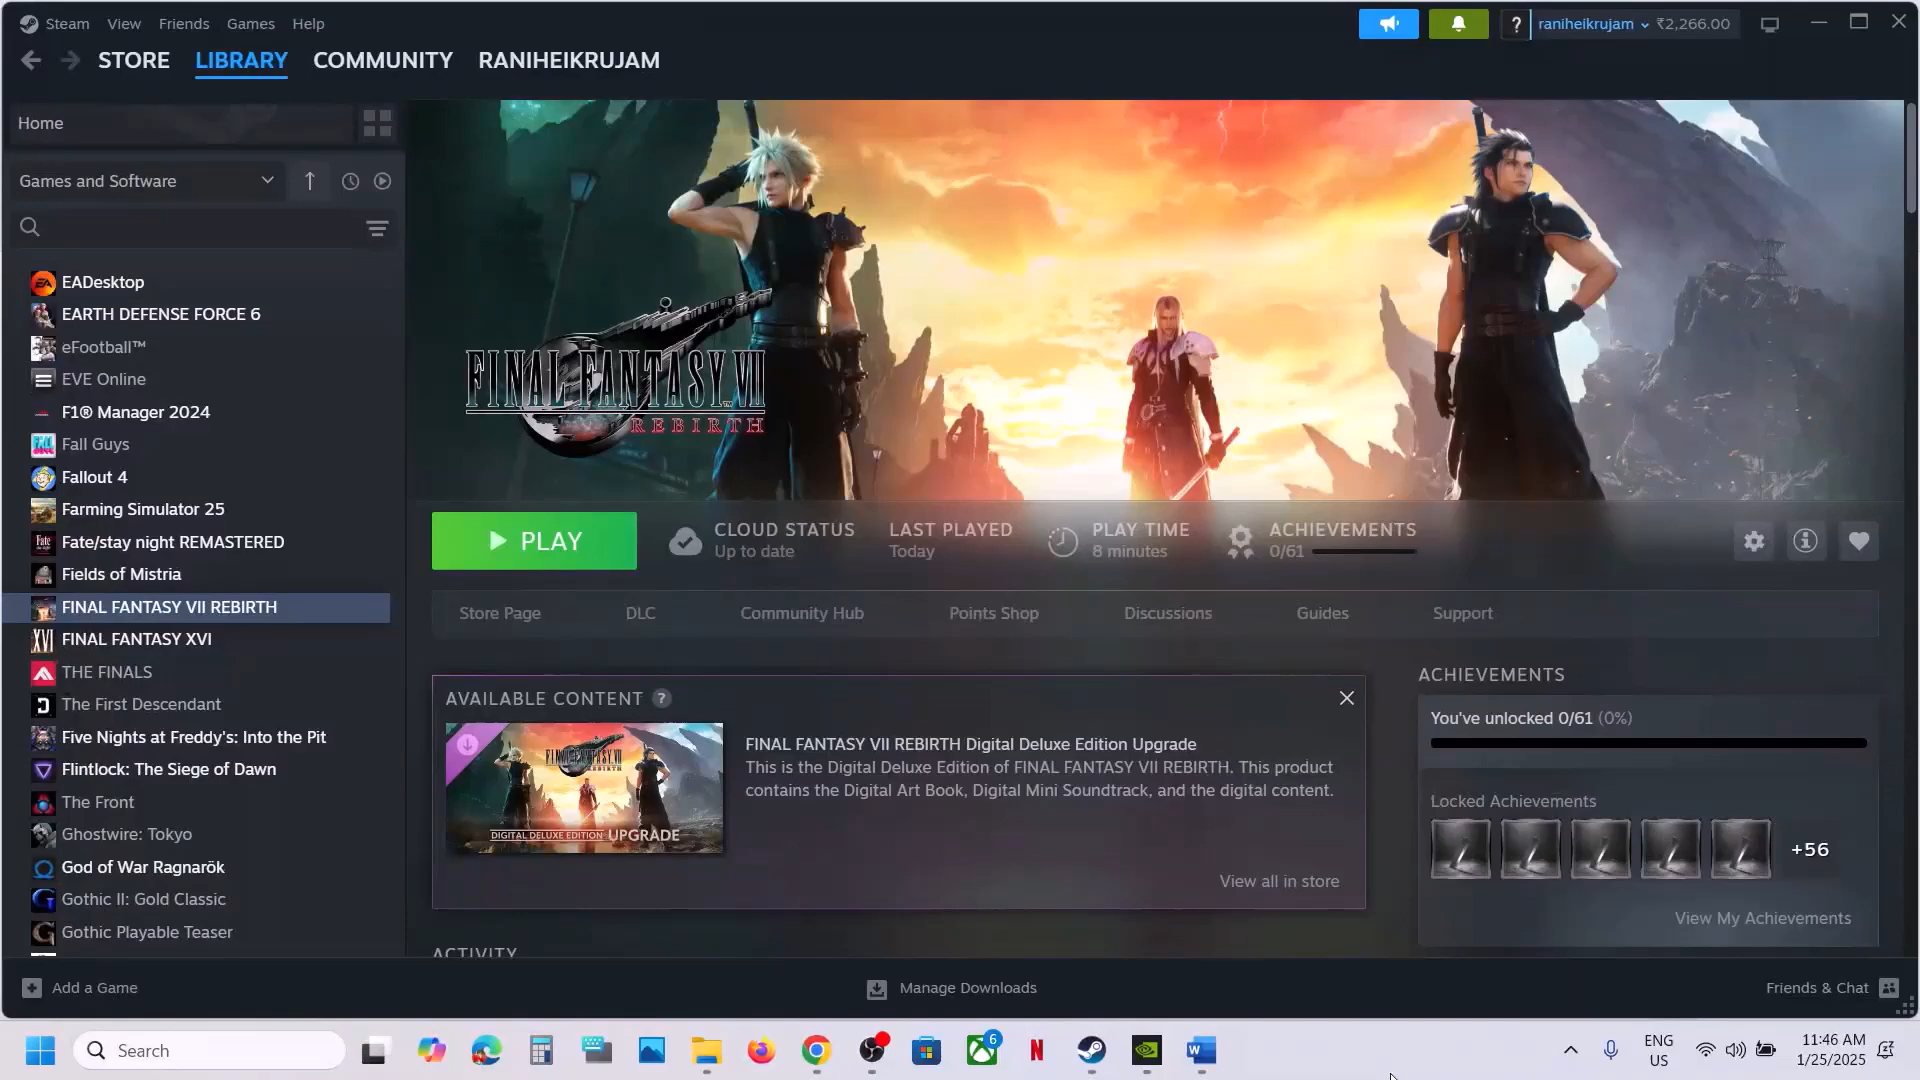 Steam View Friends Games Help
? raniheikrujam ₹2,266.00
STORE LIBRARY COMMUNITY RANIHEIKRUJAM
Home
Games and Software
EADesktop
EARTH DEFENSE FORCE 6
eFootball™
EVE Online
F1® Manager 2024
Fall Guys
Fallout 4
Farming Simulator 25
Fate/stay night REMASTERED
Fields of Mistria
FINAL FANTASY VII REBIRTH
FINAL FANTASY XVI
THE FINALS
The First Descendant
Five Nights at Freddy's: Into the Pit
Flintlock: The Siege of Dawn
The Front
Ghostwire: Tokyo
God of War Ragnarök
Gothic II: Gold Classic
Gothic Playable Teaser
FINAL FANTASY VII
REBIRTH
PLAY
CLOUD STATUS
Up to date
LAST PLAYED
Today
PLAY TIME
8 minutes
ACHIEVEMENTS
0/61
Store Page DLC Community Hub Points Shop Discussions Guides Support
AVAILABLE CONTENT ?
DIGITAL DELUXE EDITION UPGRADE
FINAL FANTASY VII REBIRTH Digital Deluxe Edition Upgrade
This is the Digital Deluxe Edition of FINAL FANTASY VII REBIRTH. This product
contains the Digital Art Book, Digital Mini Soundtrack, and the digital content.
View all in store
ACHIEVEMENTS
You've unlocked 0/61 (0%)
Locked Achievements
+56
View My Achievements
ACTIVITY
Add a Game
Manage Downloads
Friends & Chat
Search
6
ENG
US
11:46 AM
1/25/2025